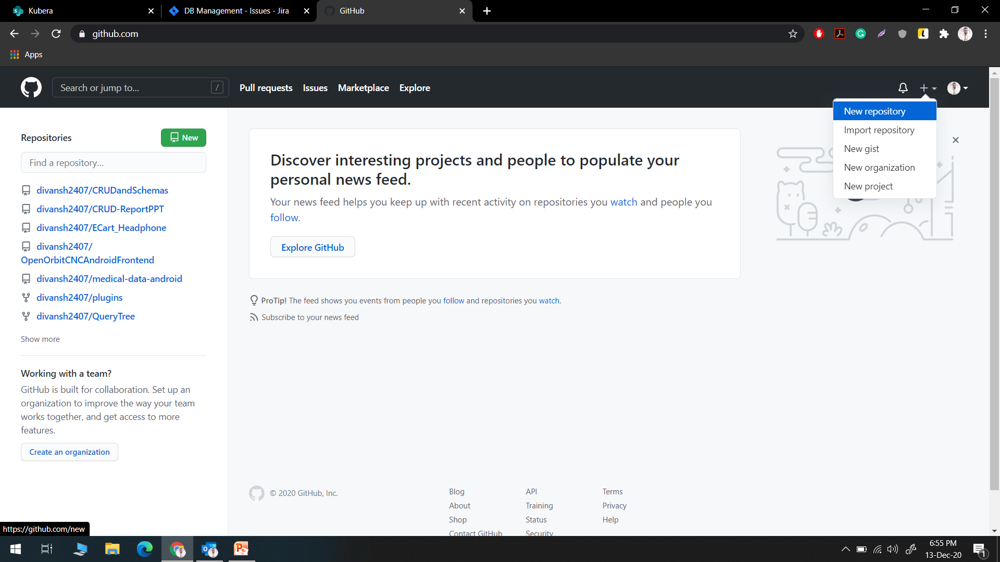 Kubera
DB Management - Issues - Jira
GitHub
github.com
Apps
Search or jump to...
/
Pull requests
Issues
Marketplace
Explore
New repository
Import repository
New gist
New organization
New project
Repositories
New
Find a repository...
divansh2407/CRUDandSchemas
divansh2407/CRUD-ReportPPT
divansh2407/ECart_Headphone
divansh2407/
OpenOrbitCNCAndroidFrontend
divansh2407/medical-data-android
divansh2407/plugins
divansh2407/QueryTree
Show more
Working with a team?
GitHub is built for collaboration. Set up an
organization to improve the way your team
works together, and get access to more
features.
Create an organization
Discover interesting projects and people to populate your
personal news feed.
Your news feed helps you keep up with recent activity on repositories you watch and people you
follow.
Explore GitHub
ProTip! The feed shows you events from people you follow and repositories you watch.
Subscribe to your news feed
© 2020 GitHub, Inc.
Blog
About
Shop
Contact GitHub
API
Training
Status
Security
Terms
Privacy
Help
https://github.com/new
6:55 PM
13-Dec-20
1